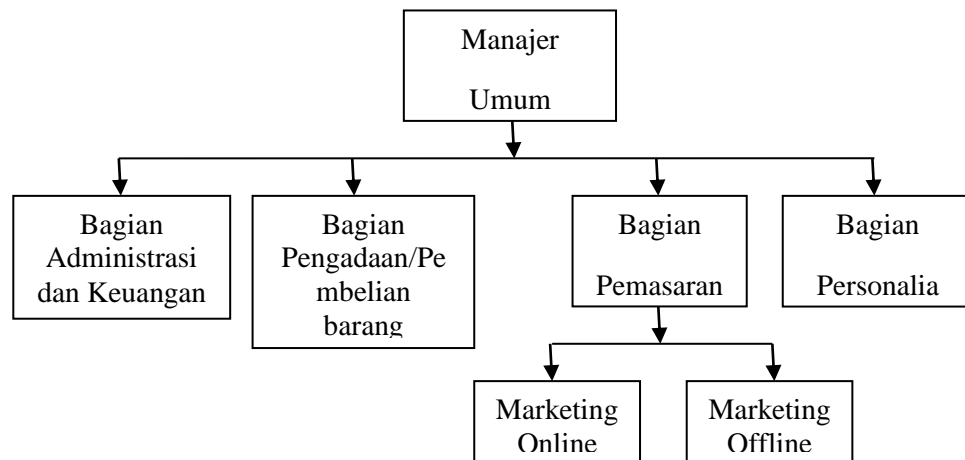 Manajer
Umum
Bagian
Administrasi
dan Keuangan
Bagian
Pengadaan/Pe
mbelian
barang
Bagian
Pemasaran
Bagian
Personalia
Marketing
Online
Marketing
Offline